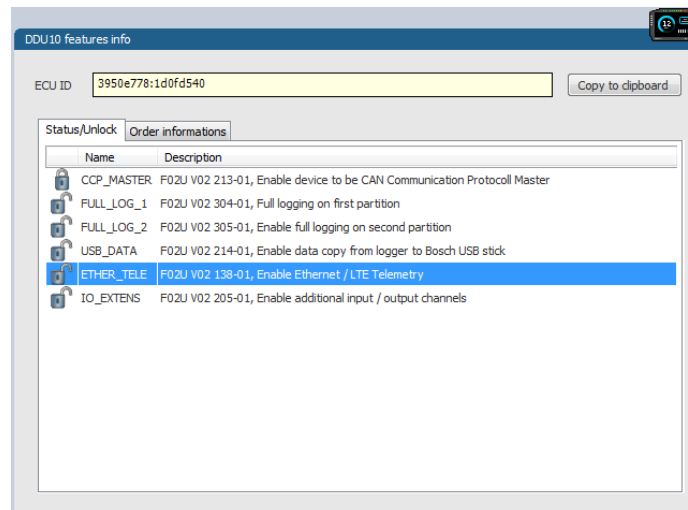 DDU10 features info
ECU ID 3950e778:1d0fd540 Copy to clipboard
Status/Unlock Order informations
Name Description
CCP_MASTER F02U V02 213-01, Enable device to be CAN Communication Protocoll Master
FULL_LOG_1 F02U V02 304-01, Full logging on first partition
FULL_LOG_2 F02U V02 305-01, Enable full logging on second partition
USB_DATA F02U V02 214-01, Enable data copy from logger to Bosch USB stick
ETHER_TELE F02U V02 138-01, Enable Ethernet / LTE Telemetry
IO_EXTENS F02U V02 205-01, Enable additional input / output channels
12